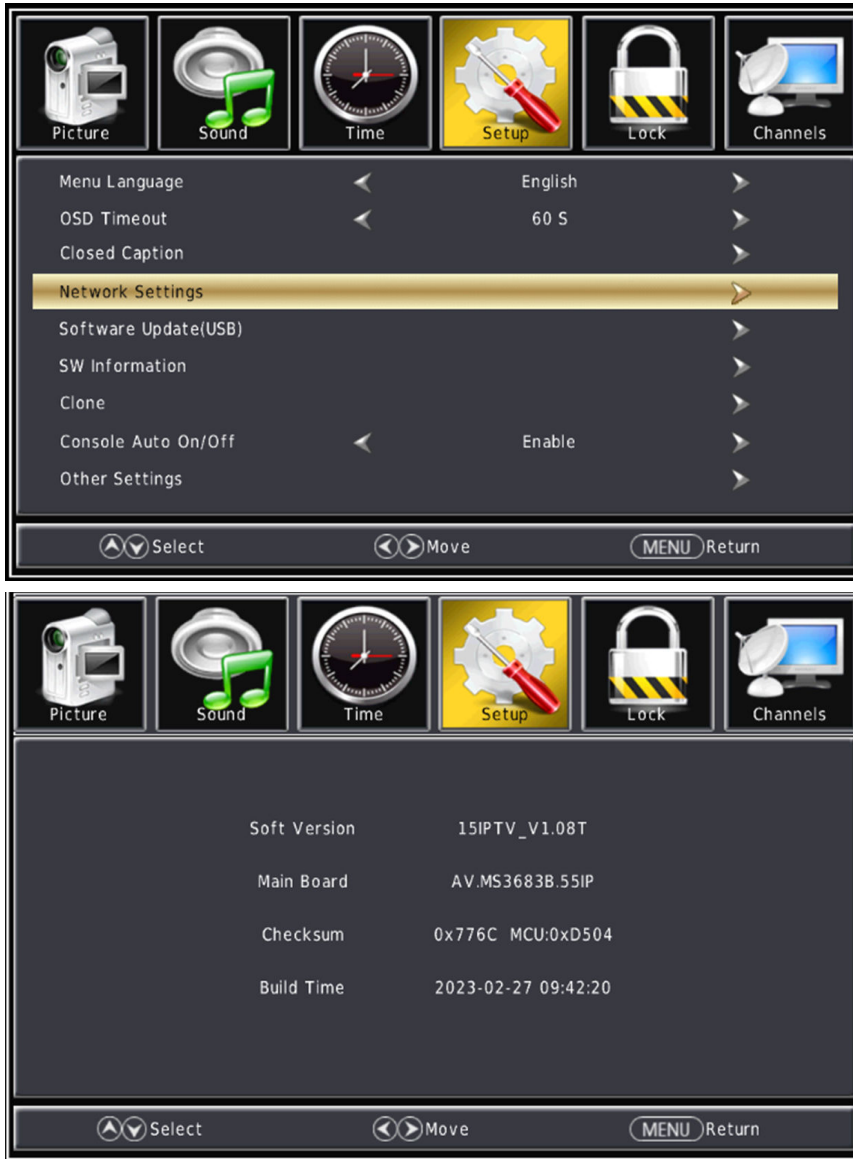 Picture Sound Time Setup Lock Channels
Menu Language English
OSD Timeout 60 S
Closed Caption
Network Settings
Software Update(USB)
SW Information
Clone
Console Auto On/Off Enable
Other Settings
Select Move MENU Return
Picture Sound Time Setup Lock Channels
Soft Version 15IPTV_V1.08T
Main Board AV.MS3683B.55IP
Checksum 0x776C MCU:0xD504
Build Time 2023-02-27 09:42:20
Select Move MENU Return